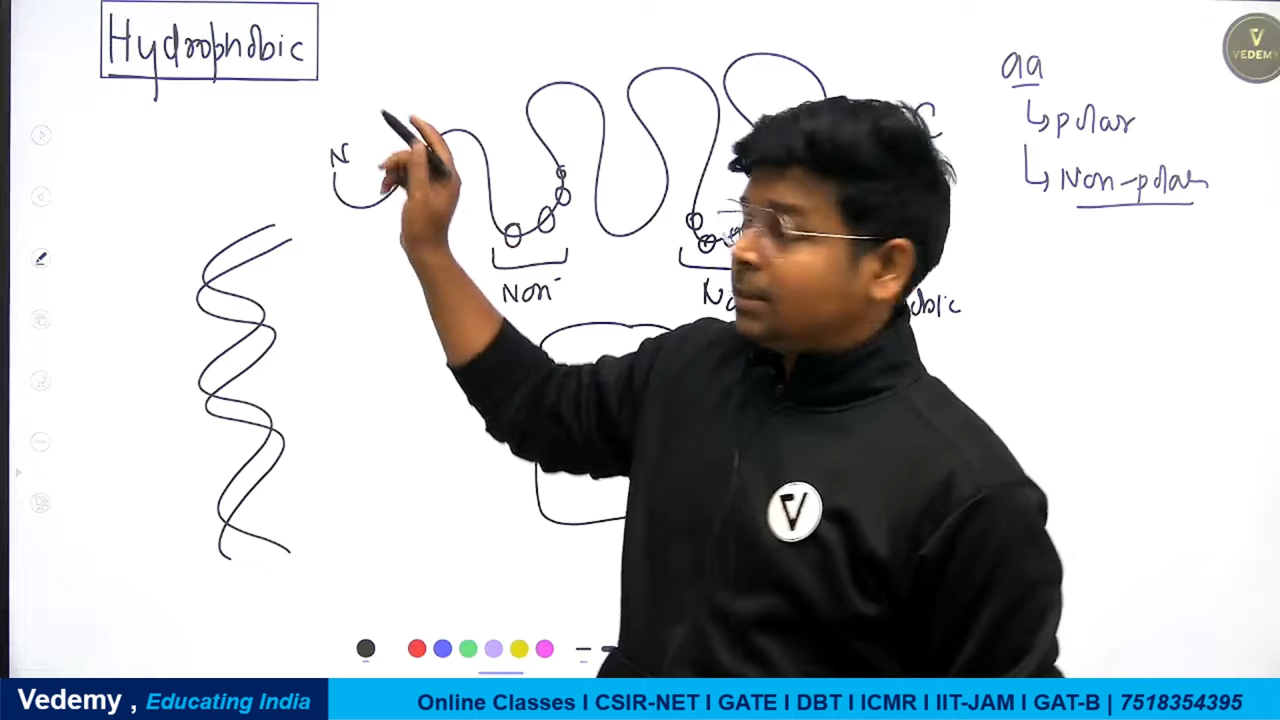 Hydrophobic
VEDEMY
aa
polar
Non-polar
N
C
Non
Vedemy , Educating India
Online Classes I CSIR-NET I GATE I DBT I ICMR I IIT-JAM I GAT-B | 7518354395